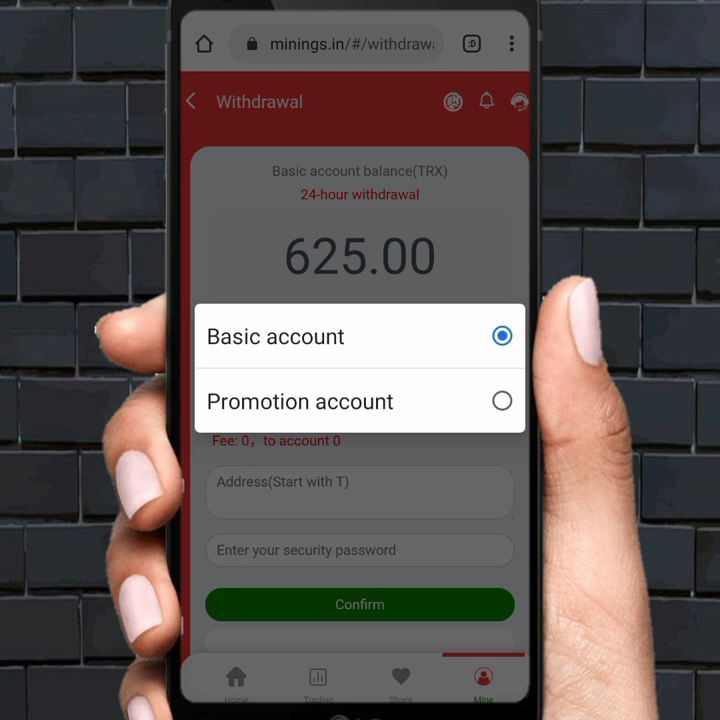 minings.in/#/withdrawa
:D
Withdrawal
Basic account balance(TRX)
24-hour withdrawal
625.00
Basic account
Promotion account
Fee: 0，to account 0
Address(Start with T)
Enter your security password
Confirm
Home
Trading
Share
Mine